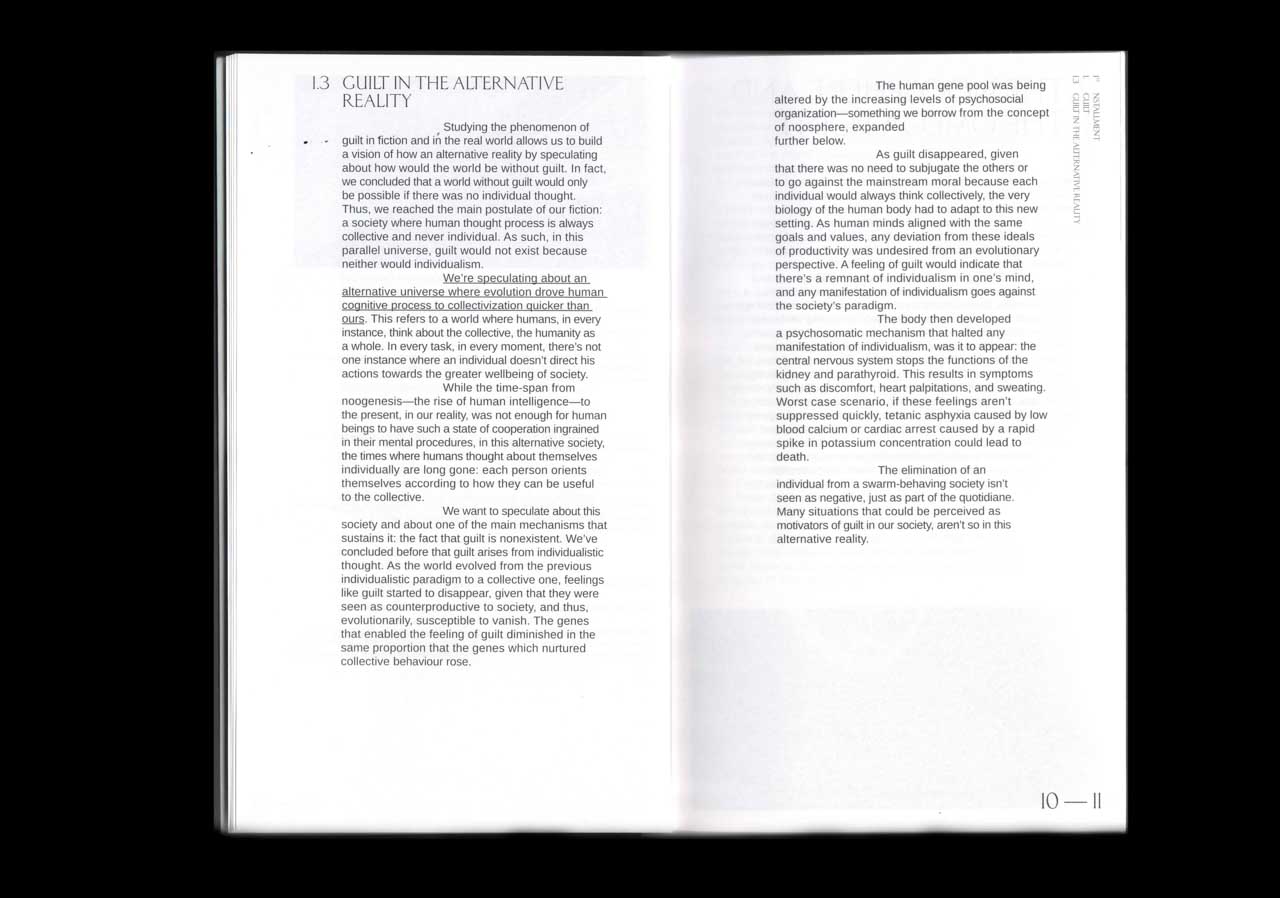 1.3 GUILT IN THE ALTERNATIVE
REALITY
Studying the phenomenon of
guilt in fiction and in the real world allows us to build
a vision of how an alternative reality by speculating
about how would the world be without guilt. In fact,
we concluded that a world without guilt would only
be possible if there was no individual thought.
Thus, we reached the main postulate of our fiction:
a society where human thought process is always
collective and never individual. As such, in this
parallel universe, guilt would not exist because
neither would individualism.
We’re speculating about an
alternative universe where evolution drove human
cognitive process to collectivization quicker than
ours. This refers to a world where humans, in every
instance, think about the collective, the humanity as
a whole. In every task, in every moment, there’s not
one instance where an individual doesn’t direct his
actions towards the greater wellbeing of society.
While the time-span from
noogenesis—the rise of human intelligence—to
the present, in our reality, was not enough for human
beings to have such a state of cooperation ingrained
in their mental procedures, in this alternative society,
the times where humans thought about themselves
individually are long gone: each person orients
themselves according to how they can be useful
to the collective.
We want to speculate about this
society and about one of the main mechanisms that
sustains it: the fact that guilt is nonexistent. We’ve
concluded before that guilt arises from individualistic
thought. As the world evolved from the previous
individualistic paradigm to a collective one, feelings
like guilt started to disappear, given that they were
seen as counterproductive to society, and thus,
evolutionarily, susceptible to vanish. The genes
that enabled the feeling of guilt diminished in the
same proportion that the genes which nurtured
collective behaviour rose.
The human gene pool was being
altered by the increasing levels of psychosocial
organization—something we borrow from the concept
of noosphere, expanded
further below.
As guilt disappeared, given
that there was no need to subjugate the others or
to go against the mainstream moral because each
individual would always think collectively, the very
biology of the human body had to adapt to this new
setting. As human minds aligned with the same
goals and values, any deviation from these ideals
of productivity was undesired from an evolutionary
perspective. A feeling of guilt would indicate that
there’s a remnant of individualism in one’s mind,
and any manifestation of individualism goes against
the society’s paradigm.
The body then developed
a psychosomatic mechanism that halted any
manifestation of individualism, was it to appear: the
central nervous system stops the functions of the
kidney and parathyroid. This results in symptoms
such as discomfort, heart palpitations, and sweating.
Worst case scenario, if these feelings aren’t
suppressed quickly, tetanic asphyxia caused by low
blood calcium or cardiac arrest caused by a rapid
spike in potassium concentration could lead to
death.
The elimination of an
individual from a swarm-behaving society isn’t
seen as negative, just as part of the quotidiane.
Many situations that could be perceived as
motivators of guilt in our society, aren’t so in this
alternative reality.
1st INSTALLMENT
1 GUILT
1.3 GUILT IN THE ALTERNATIVE REALITY
10 — 11